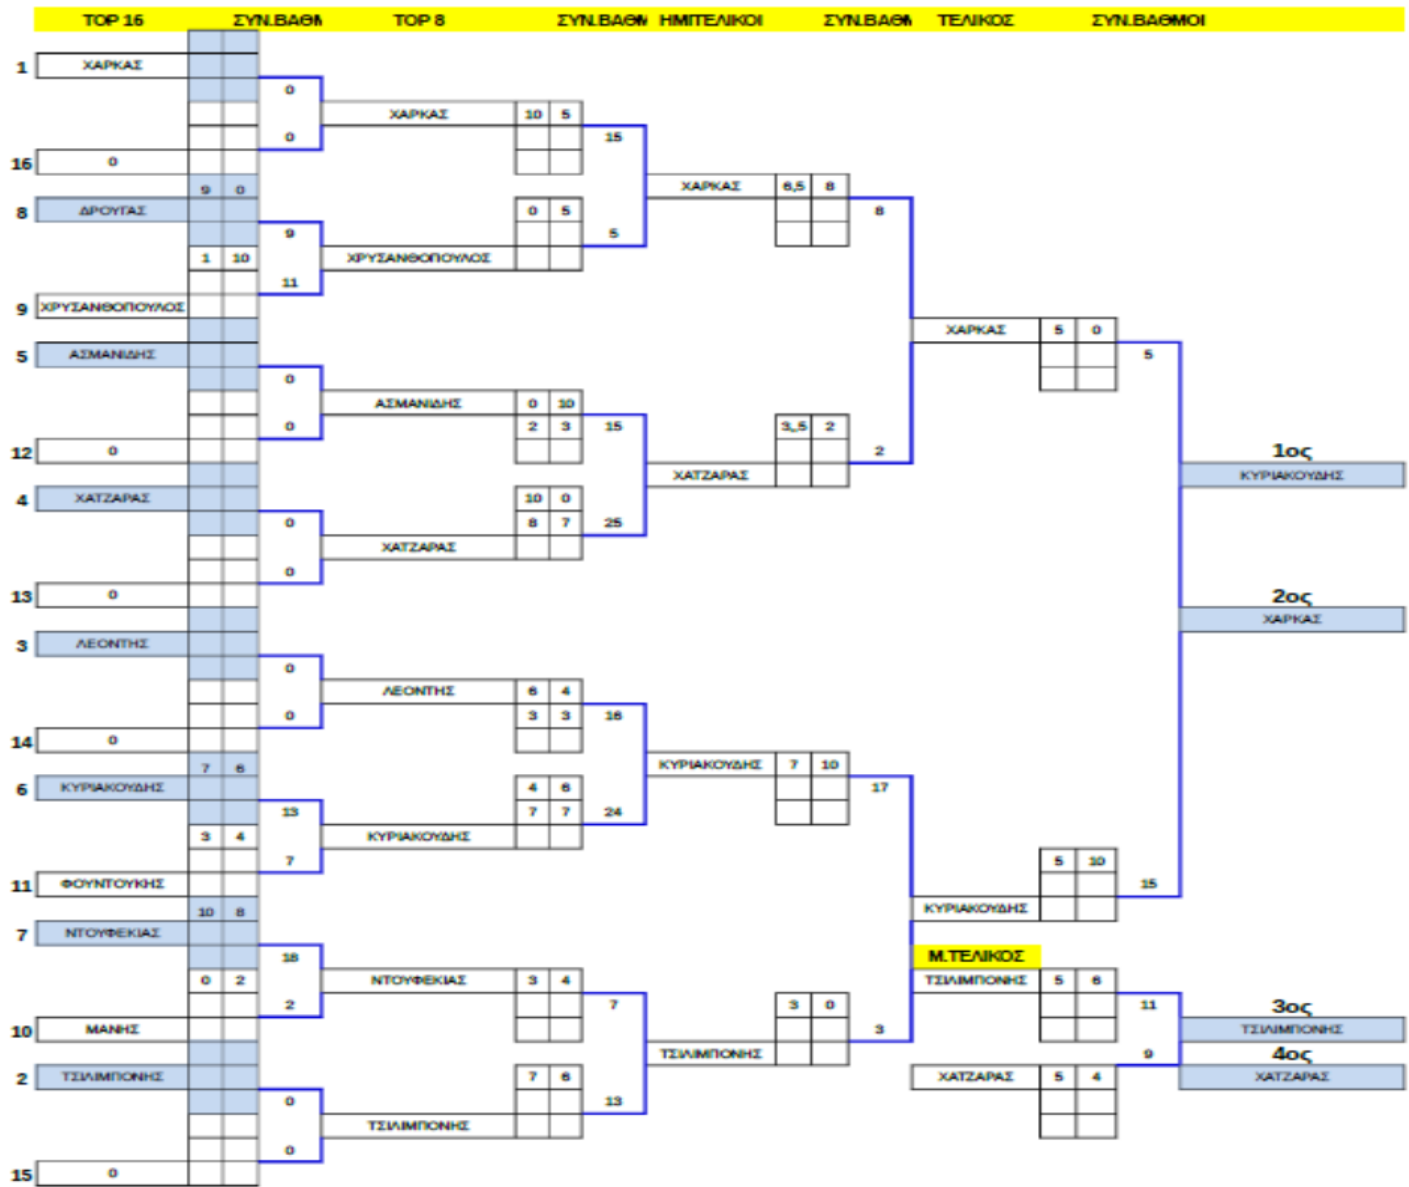 TOP 16 ΣΥΝ.ΒΑΘΜ TOP 8 ΣΥΝ.ΒΑΘΜ ΗΜΙΤΕΛΙΚΟΙ ΣΥΝ.ΒΑΘΜ ΤΕΛΙΚΟΣ ΣΥΝ.ΒΑΘΜΟΙ
1 ΧΑΡΚΑΣ
0
ΧΑΡΚΑΣ 10 5
0 15
16 0
ΧΑΡΚΑΣ 6,5 8
9 0
8 ΔΡΟΥΓΑΣ 0 5 8
9 5
1 10 ΧΡΥΣΑΝΘΟΠΟΥΛΟΣ
11
9 ΧΡΥΣΑΝΘΟΠΟΥΛΟΣ
ΧΑΡΚΑΣ 5 0
5 ΑΣΜΑΝΙΔΗΣ 5
0
ΑΣΜΑΝΙΔΗΣ 0 10
0 2 3 15 3,,5 2
12 0 2 1ος
ΧΑΤΖΑΡΑΣ ΚΥΡΙΑΚΟΥΔΗΣ
4 ΧΑΤΖΑΡΑΣ 10 0
0 8 7 25
ΧΑΤΖΑΡΑΣ
0
13 0 2ος
ΧΑΡΚΑΣ
3 ΛΕΟΝΤΗΣ
0
ΛΕΟΝΤΗΣ 6 4
0 3 3 16
14 0
7 6 ΚΥΡΙΑΚΟΥΔΗΣ 7 10
6 ΚΥΡΙΑΚΟΥΔΗΣ 4 6 17
13 7 7 24
3 4 ΚΥΡΙΑΚΟΥΔΗΣ
7 5 10
11 ΦΟΥΝΤΟΥΚΗΣ 15
10 8 ΚΥΡΙΑΚΟΥΔΗΣ
7 ΝΤΟΥΦΕΚΙΑΣ
18 Μ.ΤΕΛΙΚΟΣ
0 2 ΝΤΟΥΦΕΚΙΑΣ 3 4 ΤΣΙΛΙΜΠΟΝΗΣ 5 6
2 7 3 0 11 3ος
10 ΜΑΝΗΣ 3 ΤΣΙΛΙΜΠΟΝΗΣ
ΤΣΙΛΙΜΠΟΝΗΣ 9 4ος
2 ΤΣΙΛΙΜΠΟΝΗΣ 7 6 ΧΑΤΖΑΡΑΣ 5 4 ΧΑΤΖΑΡΑΣ
0 13
ΤΣΙΛΙΜΠΟΝΗΣ
0
15 0